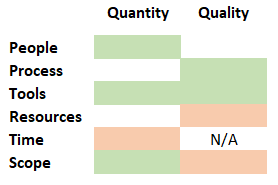 Quantity Quality
People
Process
Tools
Resources
Time N/A
Scope